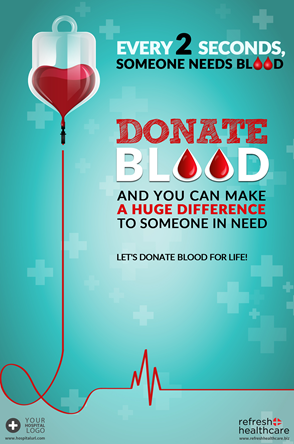 EVERY 2 SECONDS,
SOMEONE NEEDS BLOOD
DONATE
BLOOD
AND YOU CAN MAKE
A HUGE DIFFERENCE
TO SOMEONE IN NEED
LET'S DONATE BLOOD FOR LIFE!
YOUR
HOSPITAL
LOGO
www.hospitalurl.com
refresh
healthcare
www.refreshhealthcare.biz